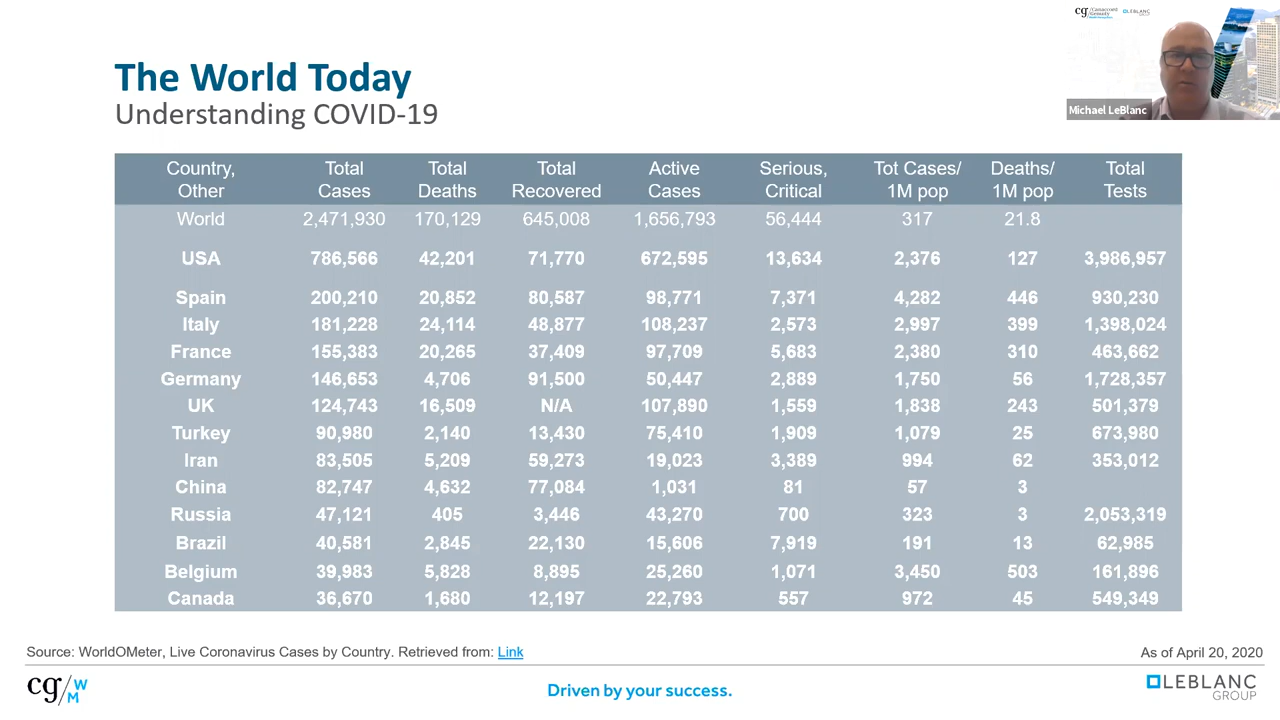 cg/Canaccord Genuity
LEBLANC
GROUP
Michael LeBlanc
The World Today
Understanding COVID-19
Country, Other Total Cases Total Deaths Total Recovered Active Cases Serious, Critical Tot Cases/ 1M pop Deaths/ 1M pop Total Tests
World 2,471,930 170,129 645,008 1,656,793 56,444 317 21.8
USA 786,566 42,201 71,770 672,595 13,634 2,376 127 3,986,957
Spain 200,210 20,852 80,587 98,771 7,371 4,282 446 930,230
Italy 181,228 24,114 48,877 108,237 2,573 2,997 399 1,398,024
France 155,383 20,265 37,409 97,709 5,683 2,380 310 463,662
Germany 146,653 4,706 91,500 50,447 2,889 1,750 56 1,728,357
UK 124,743 16,509 N/A 107,890 1,559 1,838 243 501,379
Turkey 90,980 2,140 13,430 75,410 1,909 1,079 25 673,980
Iran 83,505 5,209 59,273 19,023 3,389 994 62 353,012
China 82,747 4,632 77,084 1,031 81 57 3
Russia 47,121 405 3,446 43,270 700 323 3 2,053,319
Brazil 40,581 2,845 22,130 15,606 7,919 191 13 62,985
Belgium 39,983 5,828 8,895 25,260 1,071 3,450 503 161,896
Canada 36,670 1,680 12,197 22,793 557 972 45 549,349
Source: WorldOMeter, Live Coronavirus Cases by Country. Retrieved from: Link
As of April 20, 2020
cg/WM
Driven by your success.
LEBLANC
GROUP